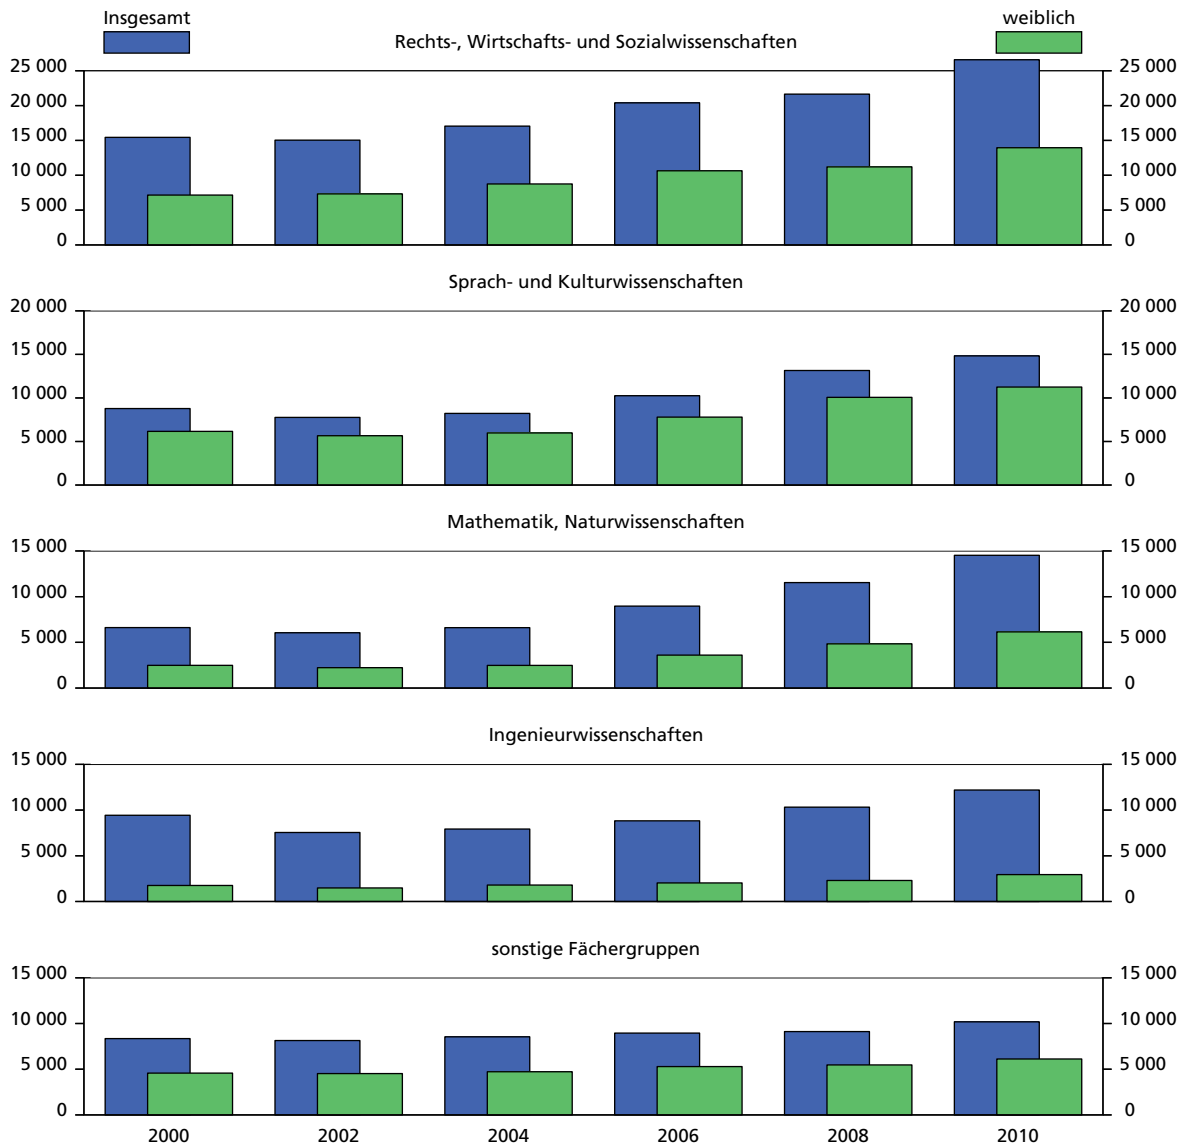 Insgesamt
weiblich
Rechts-, Wirtschafts- und Sozialwissenschaften
25 000 25 000
20 000 20 000
15 000 15 000
10 000 10 000
5 000 5 000
0 0
Sprach- und Kulturwissenschaften
20 000 20 000
15 000 15 000
10 000 10 000
5 000 5 000
0 0
Mathematik, Naturwissenschaften
15 000 15 000
10 000 10 000
5 000 5 000
0 0
Ingenieurwissenschaften
15 000 15 000
10 000 10 000
5 000 5 000
0 0
sonstige Fächergruppen
15 000 15 000
10 000 10 000
5 000 5 000
0 0
2000 2002 2004 2006 2008 2010